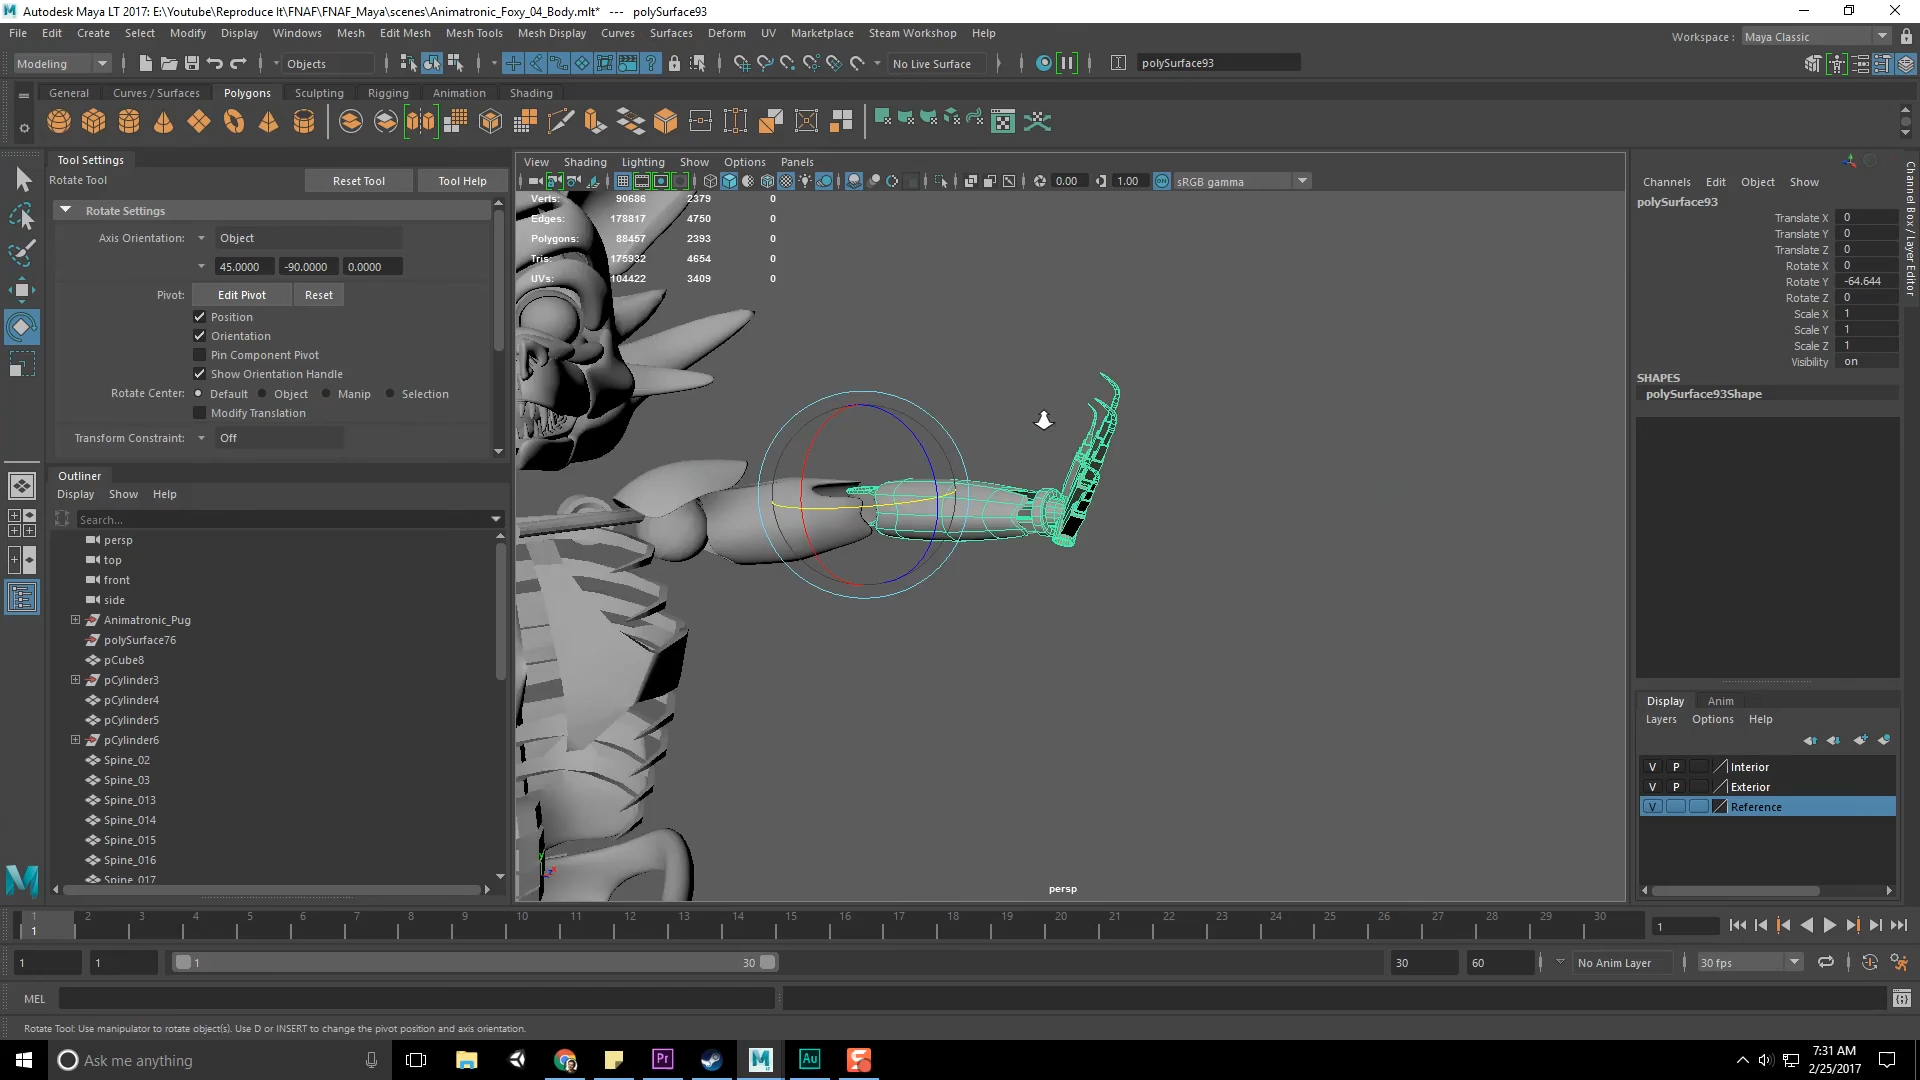 Autodesk Maya LT 2017: E:\Youtube\Reproduce It\FNAF\FNAF_Maya\scenes\Animatronic_Foxy_04_Body.mlt* --- polySurface93
File Edit Create Select Modify Display Windows Mesh Edit Mesh Mesh Tools Mesh Display Curves Surfaces Deform UV Marketplace Steam Workshop Help
Workspace : Maya Classic
Modeling Objects No Live Surface polySurface93
General Curves / Surfaces Polygons Sculpting Rigging Animation Shading
Tool Settings
Rotate Tool Reset Tool Tool Help
Rotate Settings
Axis Orientation: Object
45.0000 -90.0000 0.0000
Pivot: Edit Pivot Reset
Position
Orientation
Pin Component Pivot
Show Orientation Handle
Rotate Center: Default Object Manip Selection
Modify Translation
Transform Constraint: Off
Outliner
Display Show Help
Search...
persp
top
front
side
Animatronic_Pug
polySurface76
pCube8
pCylinder3
pCylinder4
pCylinder5
pCylinder6
Spine_02
Spine_03
Spine_013
Spine_014
Spine_015
Spine_016
Spine_017
View Shading Lighting Show Options Panels
0.00 1.00 sRGB gamma
Verts: 90686 2379 0
Edges: 178817 4750 0
Polygons: 88457 2393 0
Tris: 175932 4654 0
UVs: 104422 3409 0
persp
Channels Edit Object Show
polySurface93
Translate X 0
Translate Y 0
Translate Z 0
Rotate X 0
Rotate Y -64.644
Rotate Z 0
Scale X 1
Scale Y 1
Scale Z 1
Visibility on
SHAPES
polySurface93Shape
Channel Box / Layer Editor
Display Anim
Layers Options Help
V P Interior
V P Exterior
V Reference
1 2 3 4 5 6 7 8 9 10 11 12 13 14 15 16 17 18 19 20 21 22 23 24 25 26 27 28 29 30
1 1
1 1 1 30 30 60 No Anim Layer 30 fps
MEL
Rotate Tool: Use manipulator to rotate object(s). Use D or INSERT to change the pivot position and axis orientation.
Ask me anything
Pr
Au
7:31 AM
2/25/2017